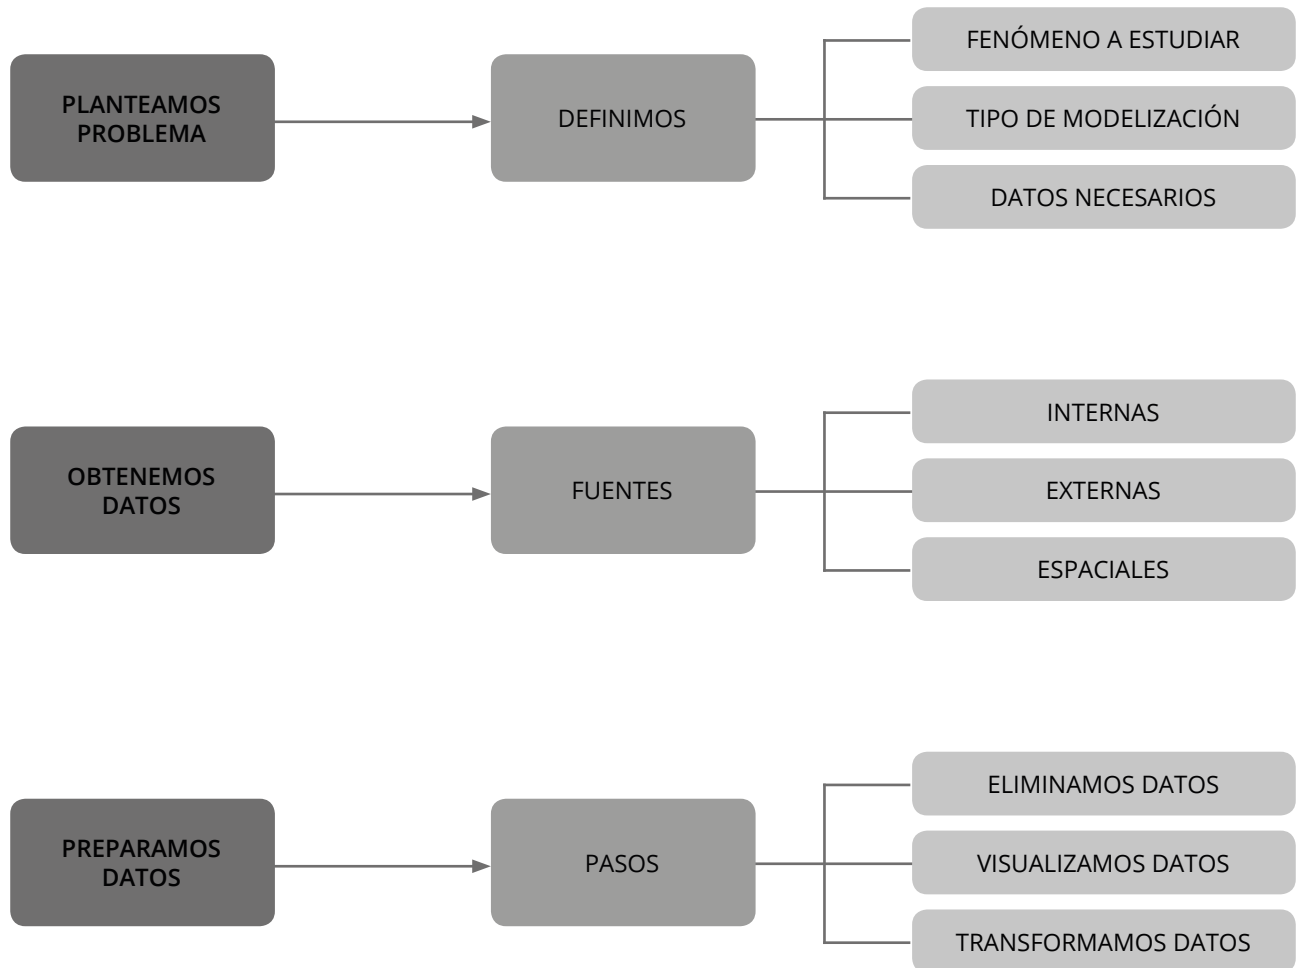 PLANTEAMOS
PROBLEMA
DEFINIMOS
FENÓMENO A ESTUDIAR
TIPO DE MODELIZACIÓN
DATOS NECESARIOS
OBTENEMOS
DATOS
FUENTES
INTERNAS
EXTERNAS
ESPACIALES
PREPARAMOS
DATOS
PASOS
ELIMINAMOS DATOS
VISUALIZAMOS DATOS
TRANSFORMAMOS DATOS